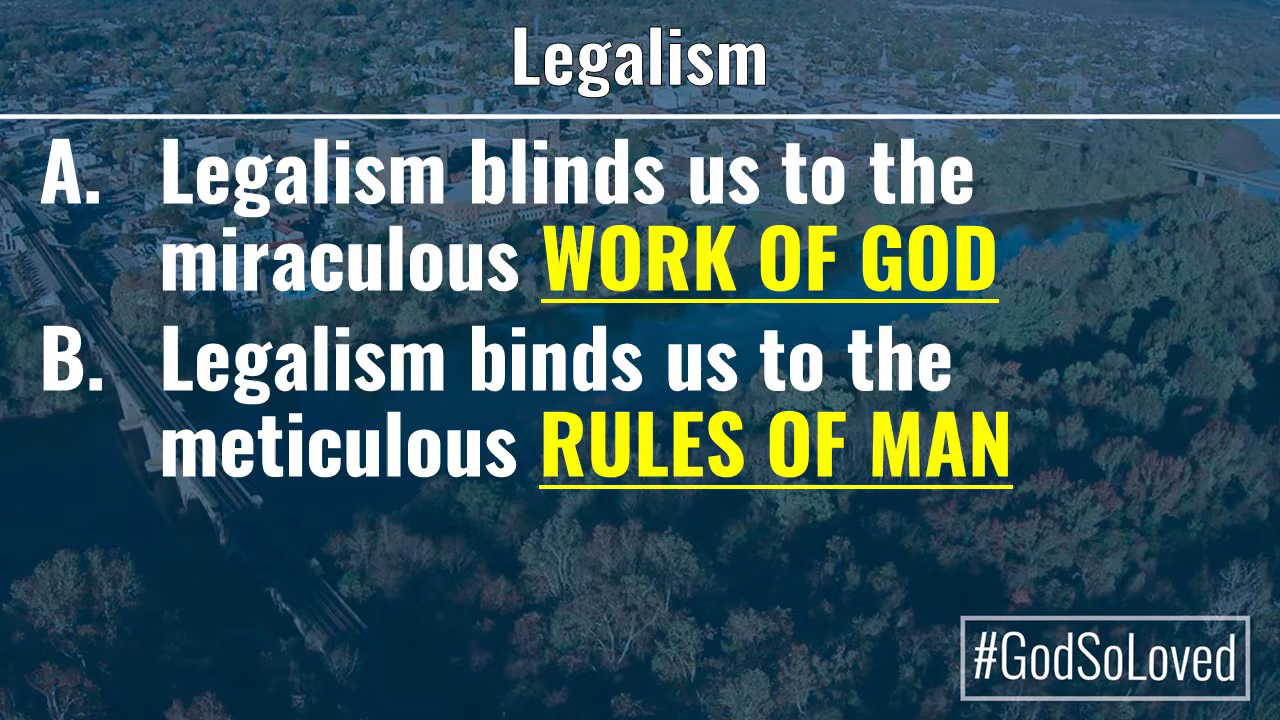 Legalism
A. Legalism blinds us to the
miraculous WORK OF GOD
B. Legalism binds us to the
meticulous RULES OF MAN
#GodSoLoved